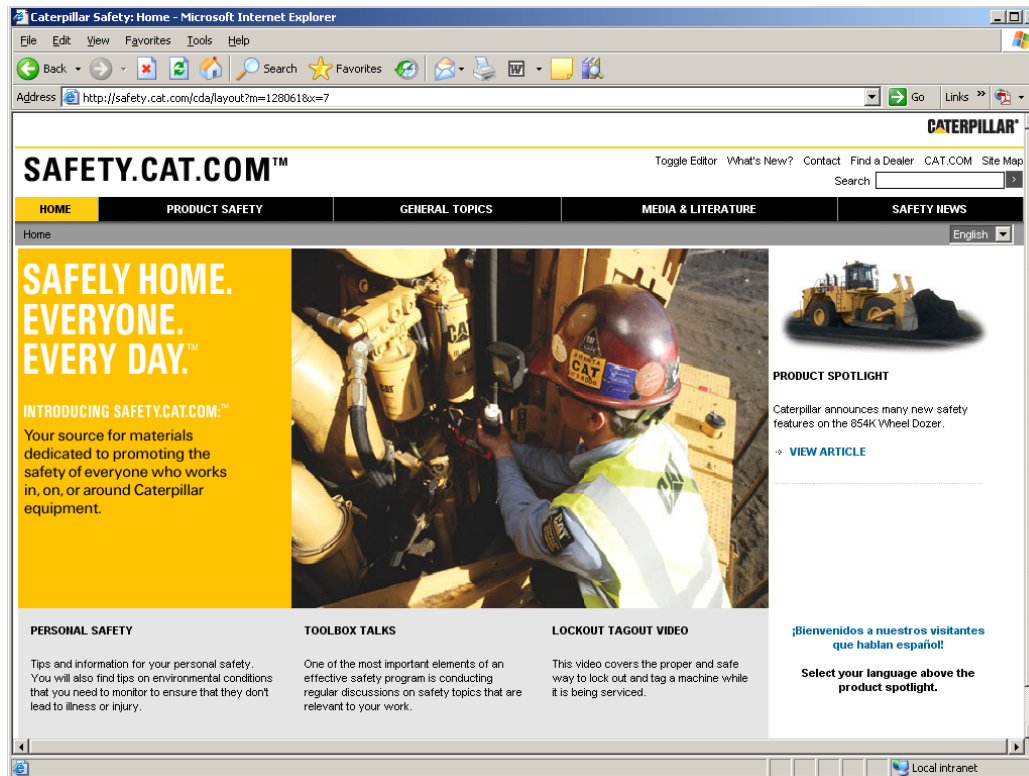 Caterpillar Safety: Home - Microsoft Internet Explorer
File Edit View Favorites Tools Help
Back Search Favorites
Address http://safety.cat.com/cda/layout?m=128061&x=7 Go Links »
CATERPILLAR®
SAFETY.CAT.COM™
Toggle Editor What's New? Contact Find a Dealer CAT.COM Site Map
Search
HOME PRODUCT SAFETY GENERAL TOPICS MEDIA & LITERATURE SAFETY NEWS
Home English
SAFELY HOME.
EVERYONE.
EVERY DAY.™
INTRODUCING SAFETY.CAT.COM:™
Your source for materials
dedicated to promoting the
safety of everyone who works
in, on, or around Caterpillar
equipment.
CAT
CAT
CAT
PRODUCT SPOTLIGHT
Caterpillar announces many new safety
features on the 854K Wheel Dozer.
VIEW ARTICLE
PERSONAL SAFETY
Tips and information for your personal safety.
You will also find tips on environmental conditions
that you need to monitor to ensure that they don't
lead to illness or injury.
TOOLBOX TALKS
One of the most important elements of an
effective safety program is conducting
regular discussions on safety topics that are
relevant to your work.
LOCKOUT TAGOUT VIDEO
This video covers the proper and safe
way to lock out and tag a machine while
it is being serviced.
¡Bienvenidos a nuestros visitantes
que hablan español!
Select your language above the
product spotlight.
Local intranet